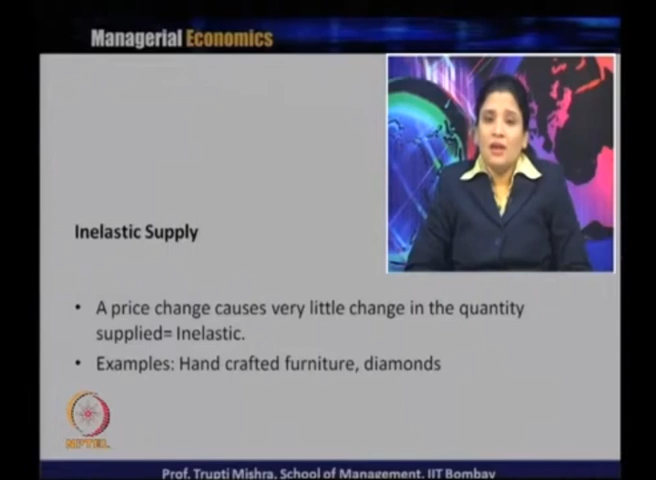 Managerial Economics
Inelastic Supply
• A price change causes very little change in the quantity
supplied= Inelastic.
• Examples: Hand crafted furniture, diamonds
NPTEL
Prof. Trupti Mishra, School of Management, IIT Bombay